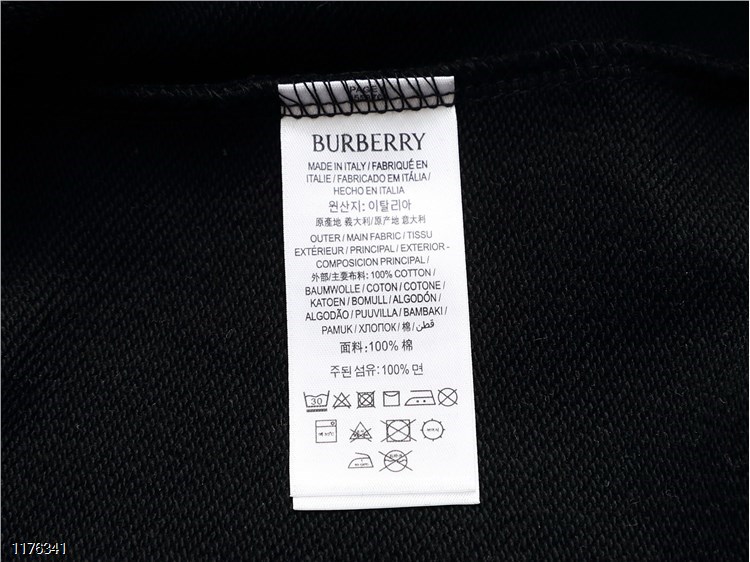 PAGE
BURBERRY
MADE IN ITALY / FABRIQUÉ EN
ITALIE / FABRICADO EM ITÁLIA /
HECHO EN ITALIA
원산지: 이탈리아
原產地 義大利/原产地 意大利
OUTER / MAIN FABRIC / TISSU
EXTÉRIEUR / PRINCIPAL / EXTERIOR -
COMPOSICION PRINCIPAL /
外部/主要布料: 100% COTTON /
BAUMWOLLE / COTON / COTONE /
KATOEN / BOMULL / ALGODÓN /
ALGODÃO / PUUVILLA / BAMBAKI /
PAMUK / ХЛОПОК / 棉 / قطن
面料:100% 棉
주된 섬유: 100% 면
30
1176341